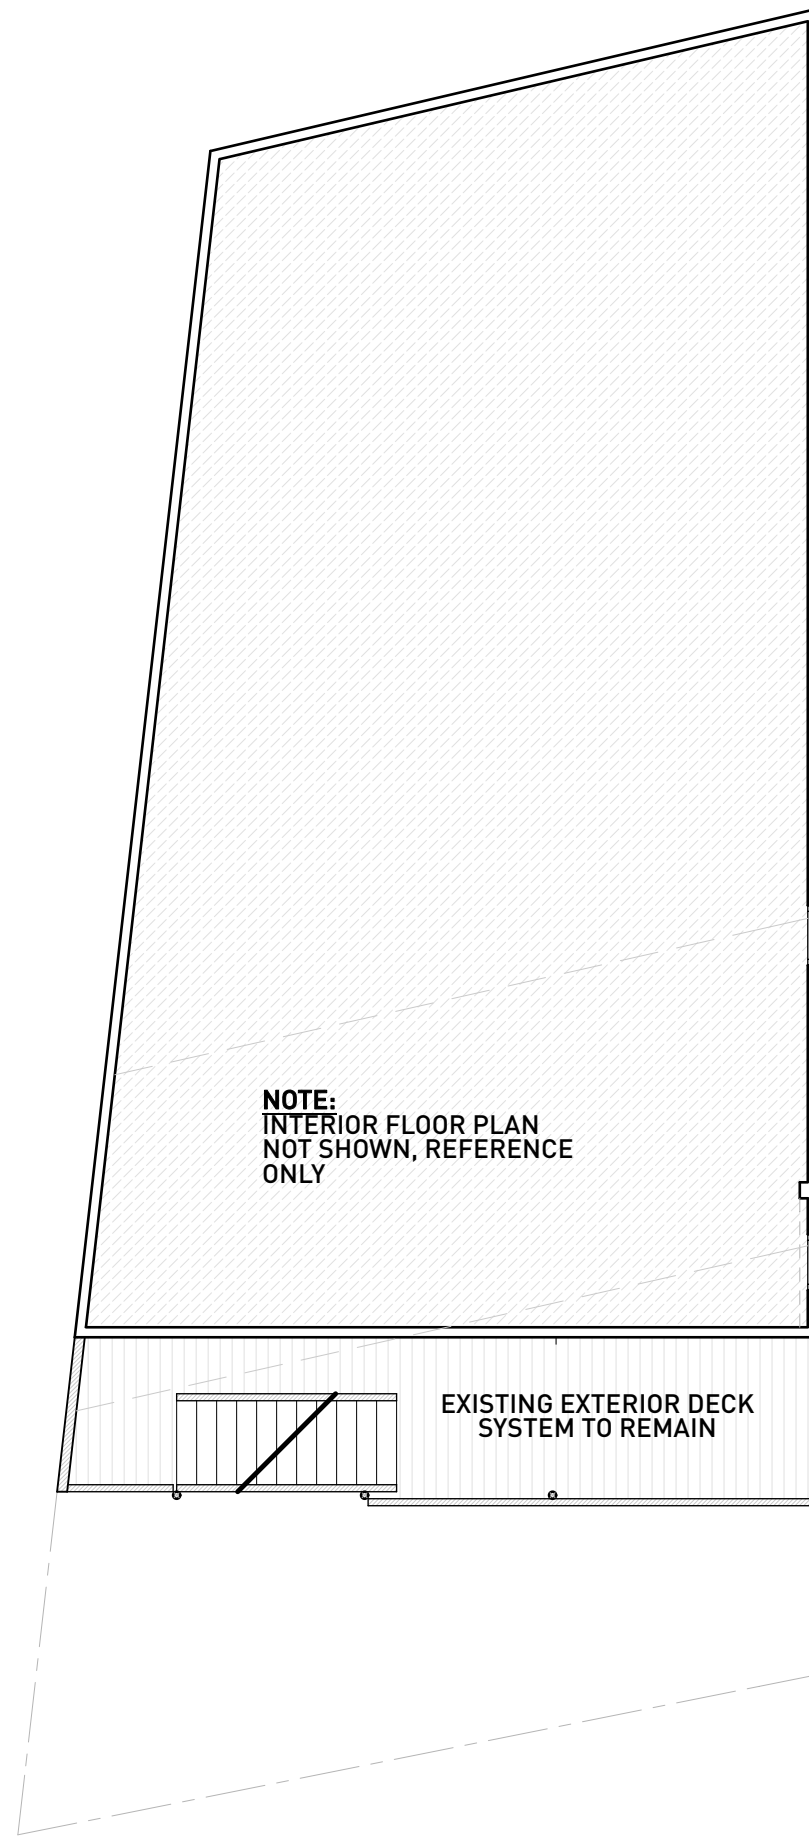 NOTE:
INTERIOR FLOOR PLAN
NOT SHOWN, REFERENCE
ONLY
EXISTING EXTERIOR DECK
SYSTEM TO REMAIN